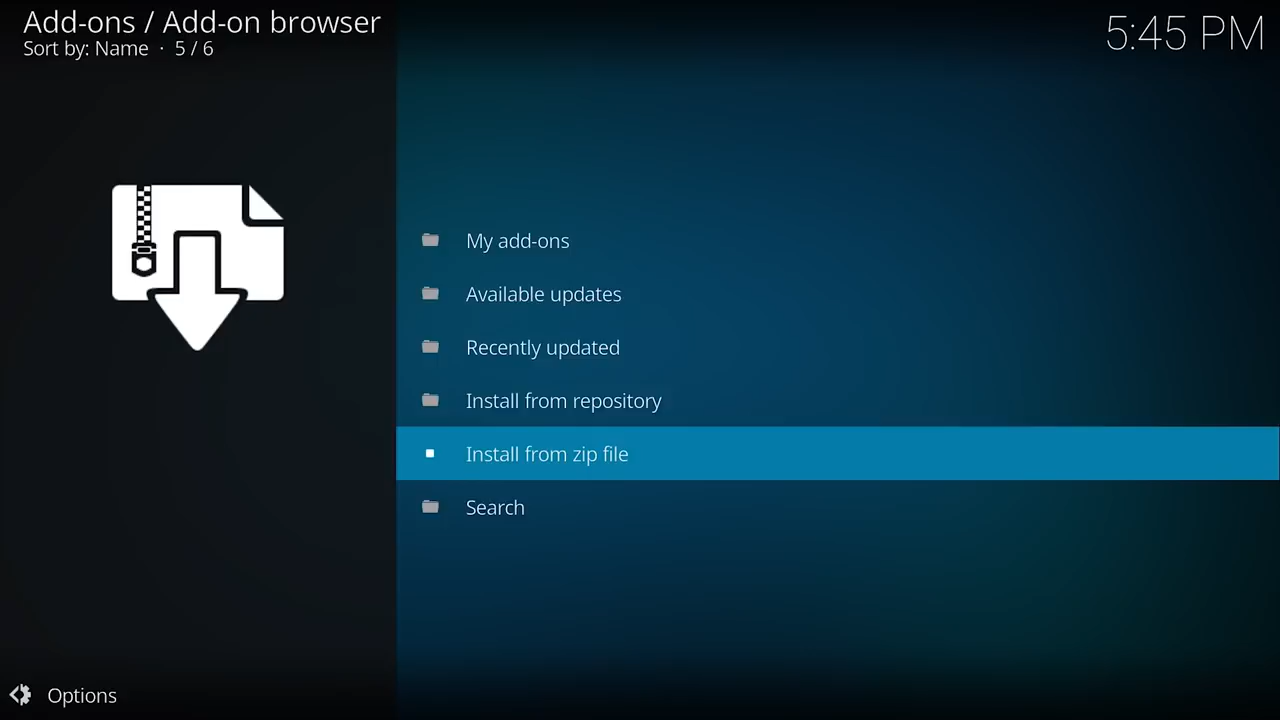 Add-ons / Add-on browser
Sort by: Name · 5 / 6
5:45 PM
My add-ons
Available updates
Recently updated
Install from repository
Install from zip file
Search
Options